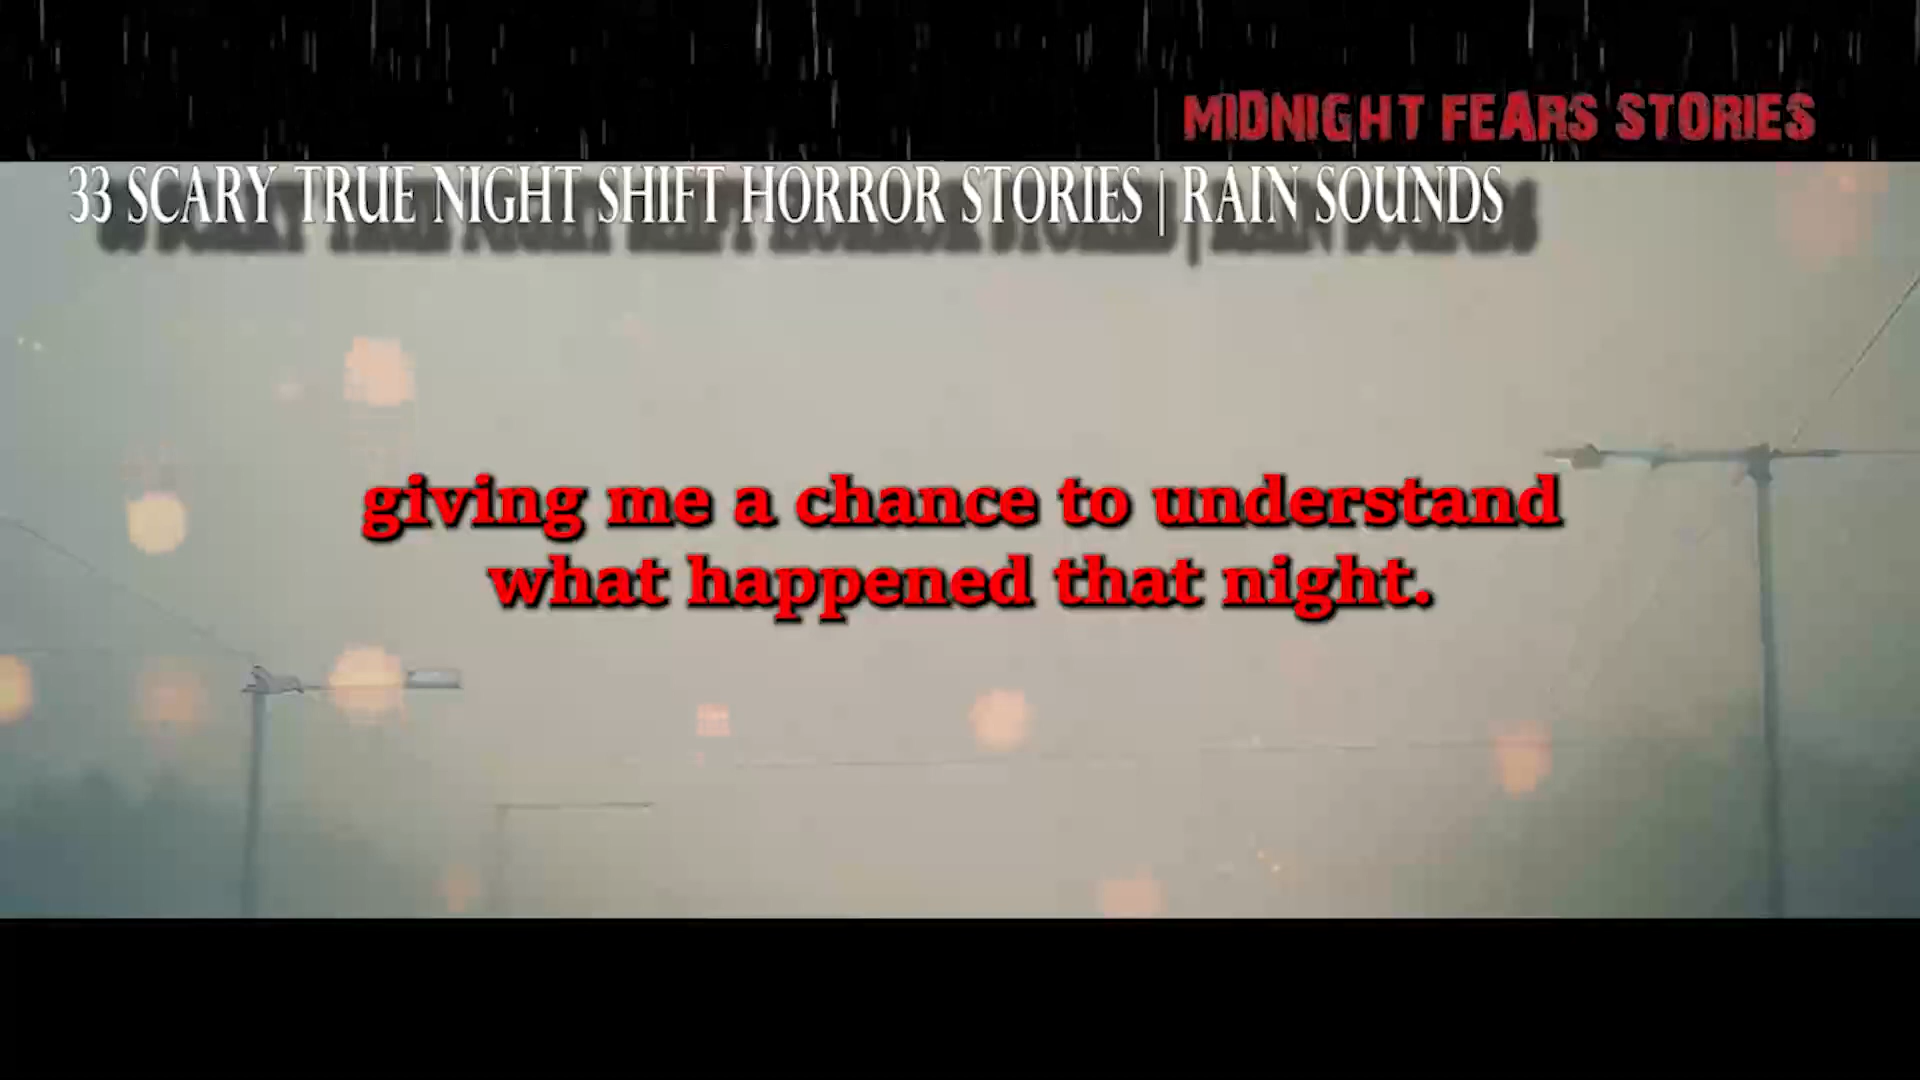 MIDNIGHT FEARS STORIES
33 SCARY TRUE NIGHT SHIFT HORROR STORIES | RAIN SOUNDS
giving me a chance to understand
what happened that night.